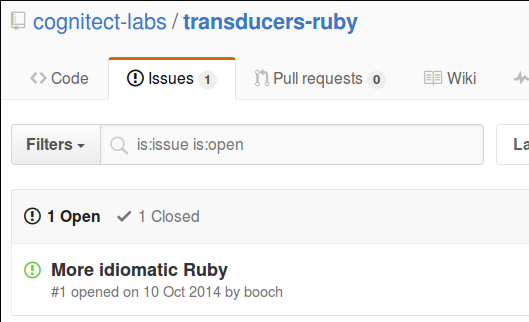 cognitect-labs / transducers-ruby
Code Issues 1 Pull requests 0 Wiki
Filters is:issue is:open La
1 Open 1 Closed
More idiomatic Ruby
#1 opened on 10 Oct 2014 by booch